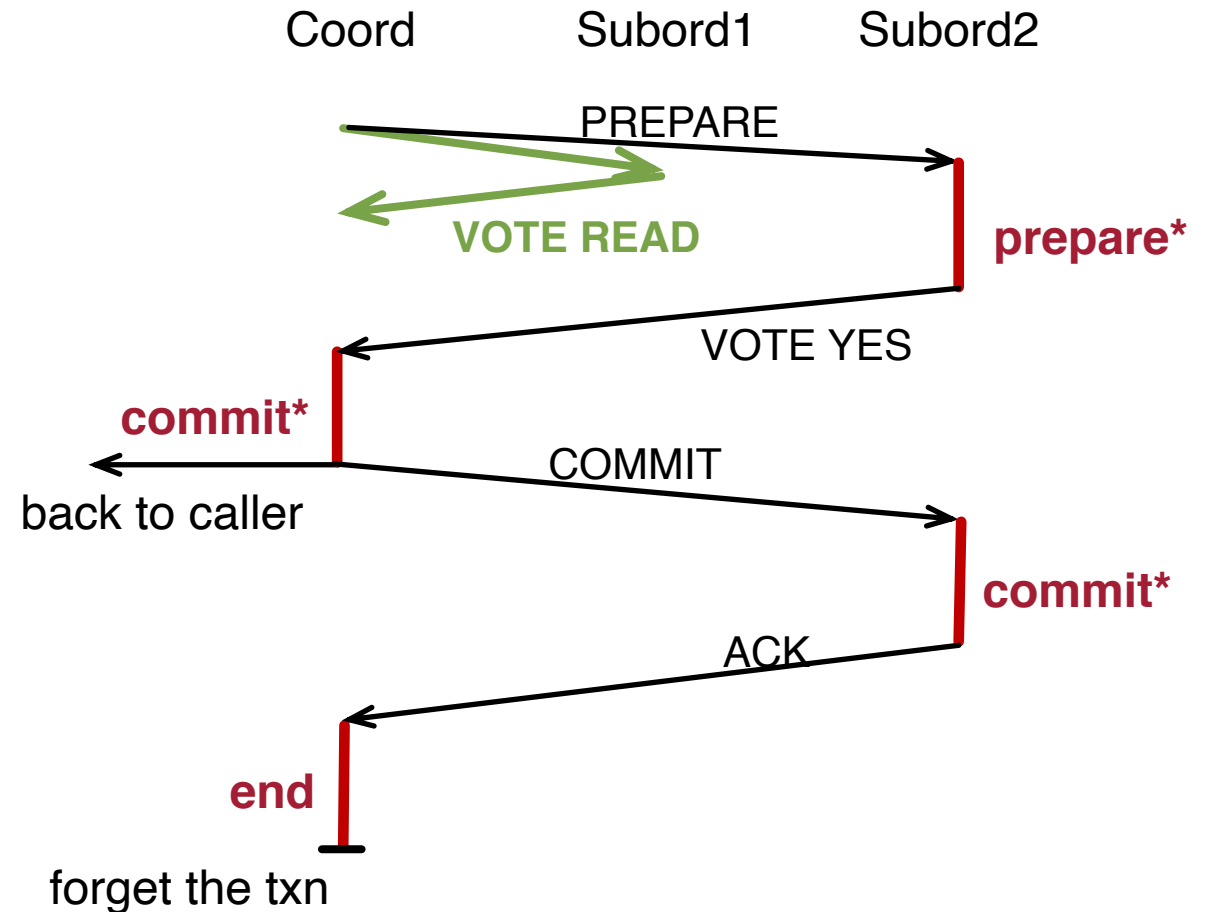 Coord Subord1 Subord2
PREPARE
VOTE READ
prepare*
VOTE YES
commit*
COMMIT
back to caller
commit*
ACK
end
forget the txn